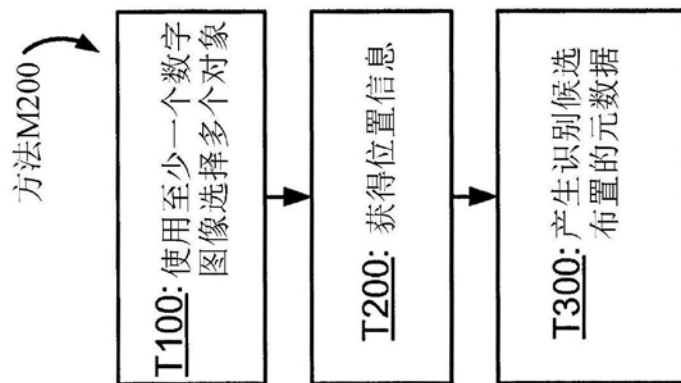 方法M200
T100: 使用至少一个数字
图像选择多个对象
T200: 获得位置信息
T300: 产生识别候选
布置的元数据